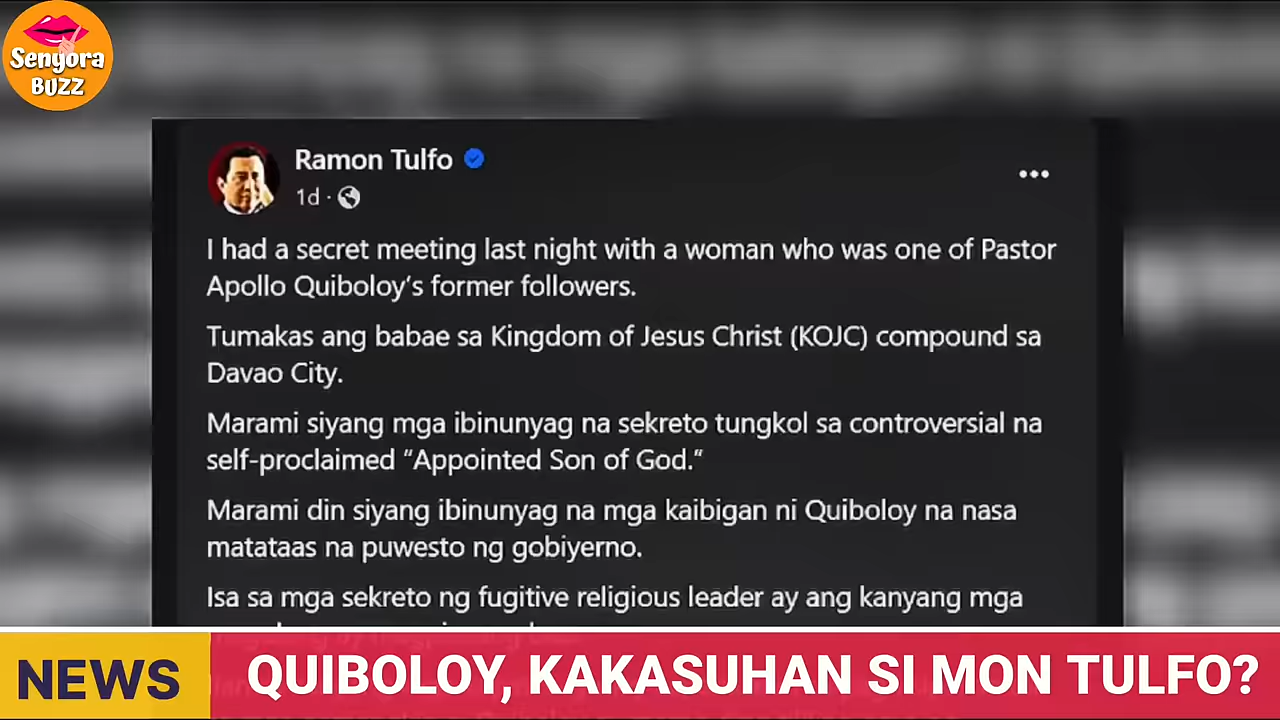 Senyora
BUZZ
Ramon Tulfo
1d ·
I had a secret meeting last night with a woman who was one of Pastor
Apollo Quiboloy’s former followers.
Tumakas ang babae sa Kingdom of Jesus Christ (KOJC) compound sa
Davao City.
Marami siyang mga ibinunyag na sekreto tungkol sa controversial na
self-proclaimed “Appointed Son of God.”
Marami din siyang ibinunyag na mga kaibigan ni Quiboloy na nasa
matataas na puwesto ng gobiyerno.
Isa sa mga sekreto ng fugitive religious leader ay ang kanyang mga
NEWS QUIBOLOY, KAKASUHAN SI MON TULFO?